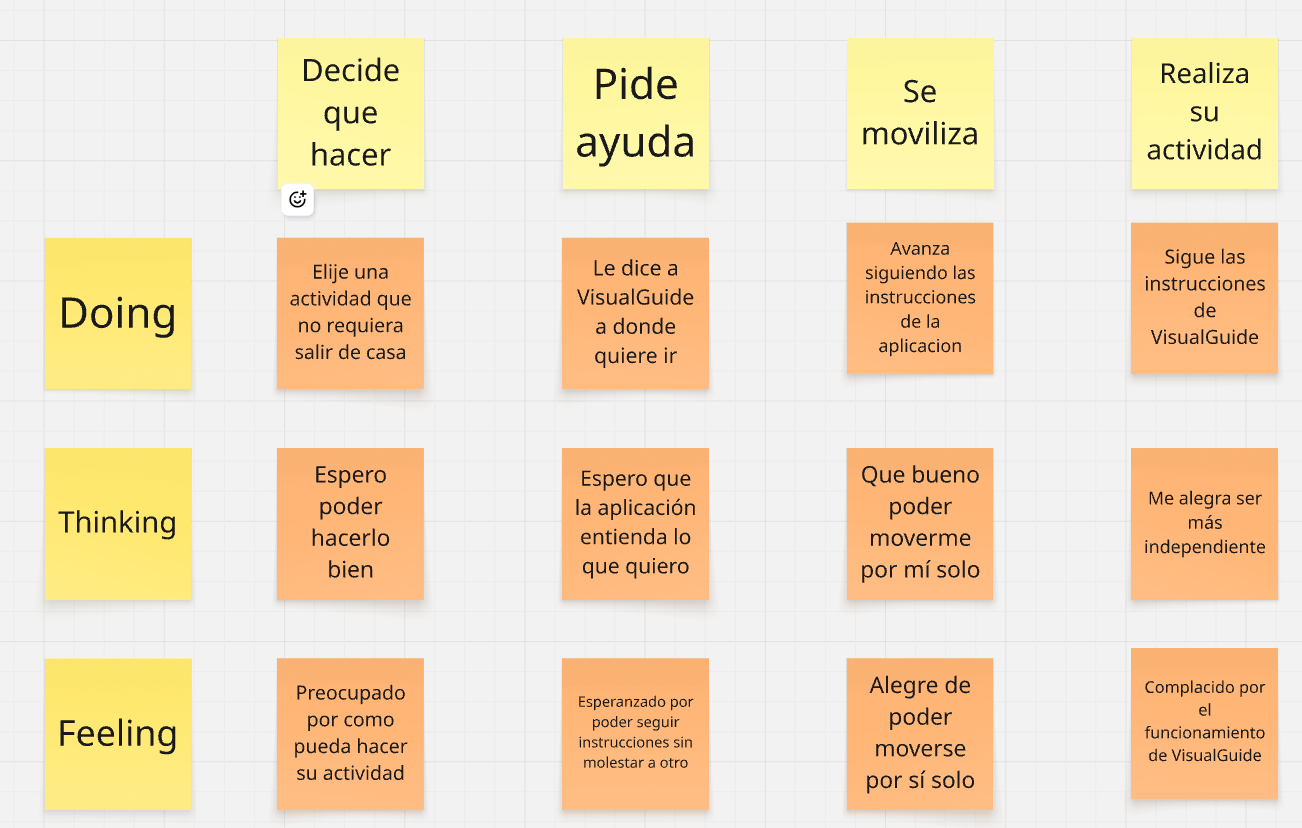 Decide
que
hacer
Pide
ayuda
Se
moviliza
Realiza
su
actividad
Doing
Elije una
actividad que
no requiera
salir de casa
Le dice a
VisualGuide
a donde
quiere ir
Avanza
siguiendo las
instrucciones
de la
aplicacion
Sigue las
instrucciones
de
VisualGuide
Thinking
Espero
poder
hacerlo
bien
Espero que
la aplicación
entienda lo
que quiero
Que bueno
poder
moverme
por mí solo
Me alegra ser
más
independiente
Feeling
Preocupado
por como
pueda hacer
su actividad
Esperanzado por
poder seguir
instrucciones sin
molestar a otro
Alegre de
poder
moverse
por sí solo
Complacido por
el
funcionamiento
de VisualGuide